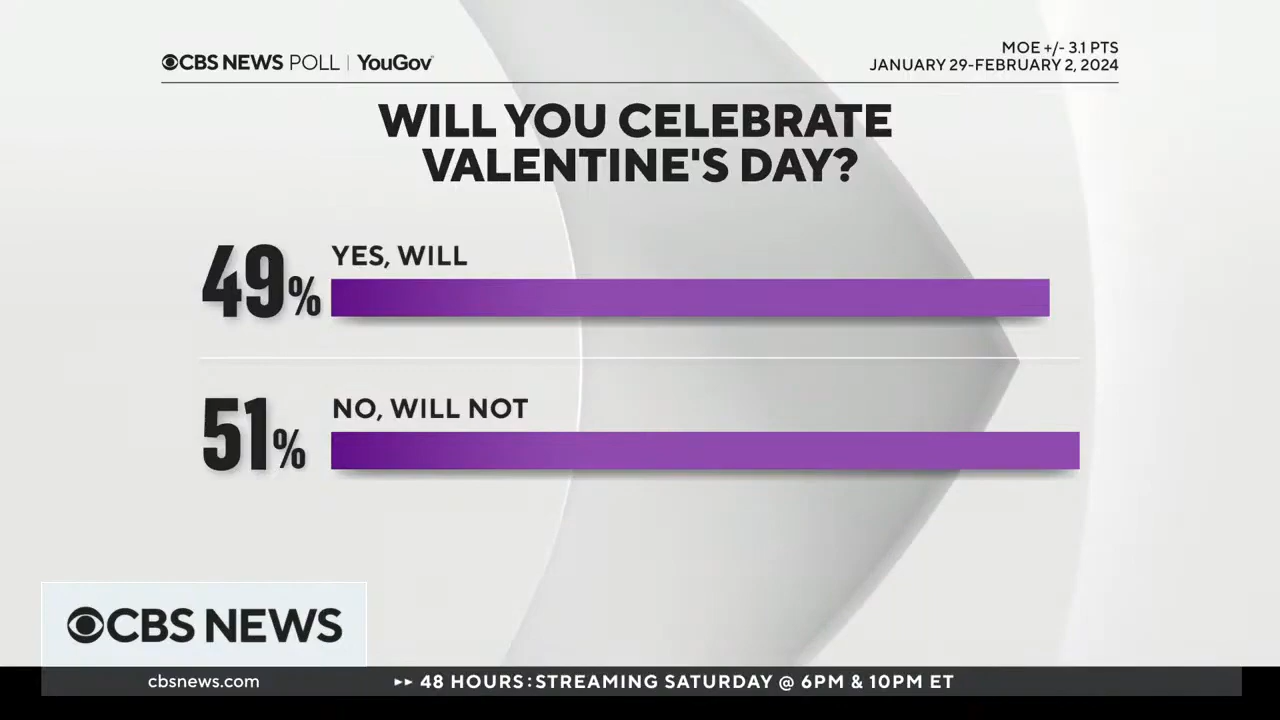 CBS NEWS POLL | YouGov
MOE +/- 3.1 PTS
JANUARY 29-FEBRUARY 2, 2024
WILL YOU CELEBRATE
VALENTINE'S DAY?
49% YES, WILL
51% NO, WILL NOT
CBS NEWS
cbsnews.com
48 HOURS: STREAMING SATURDAY @ 6PM & 10PM ET